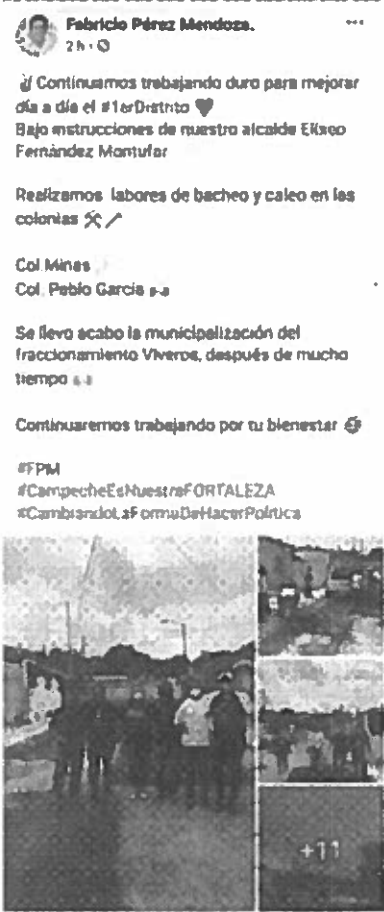 Fabricio Pérez Mendoza.
2 h
Continuamos trabajando duro para mejorar
día a día el #1erDistrito
Bajo instrucciones de nuestro alcalde Eliseo
Fernández Montufar
Realizamos labores de bacheo y caleo en las
colonias
Col Minas
Col. Pablo Garcia
Se llevo acabo la municipalización del
fraccionamiento Viveros, después de mucho
tiempo
Continuaremos trabajando por tu bienestar
#FPM
#CampecheEsNuestraFORTALEZA
#CambiandoLaFormaDeHacerPolítica
+11